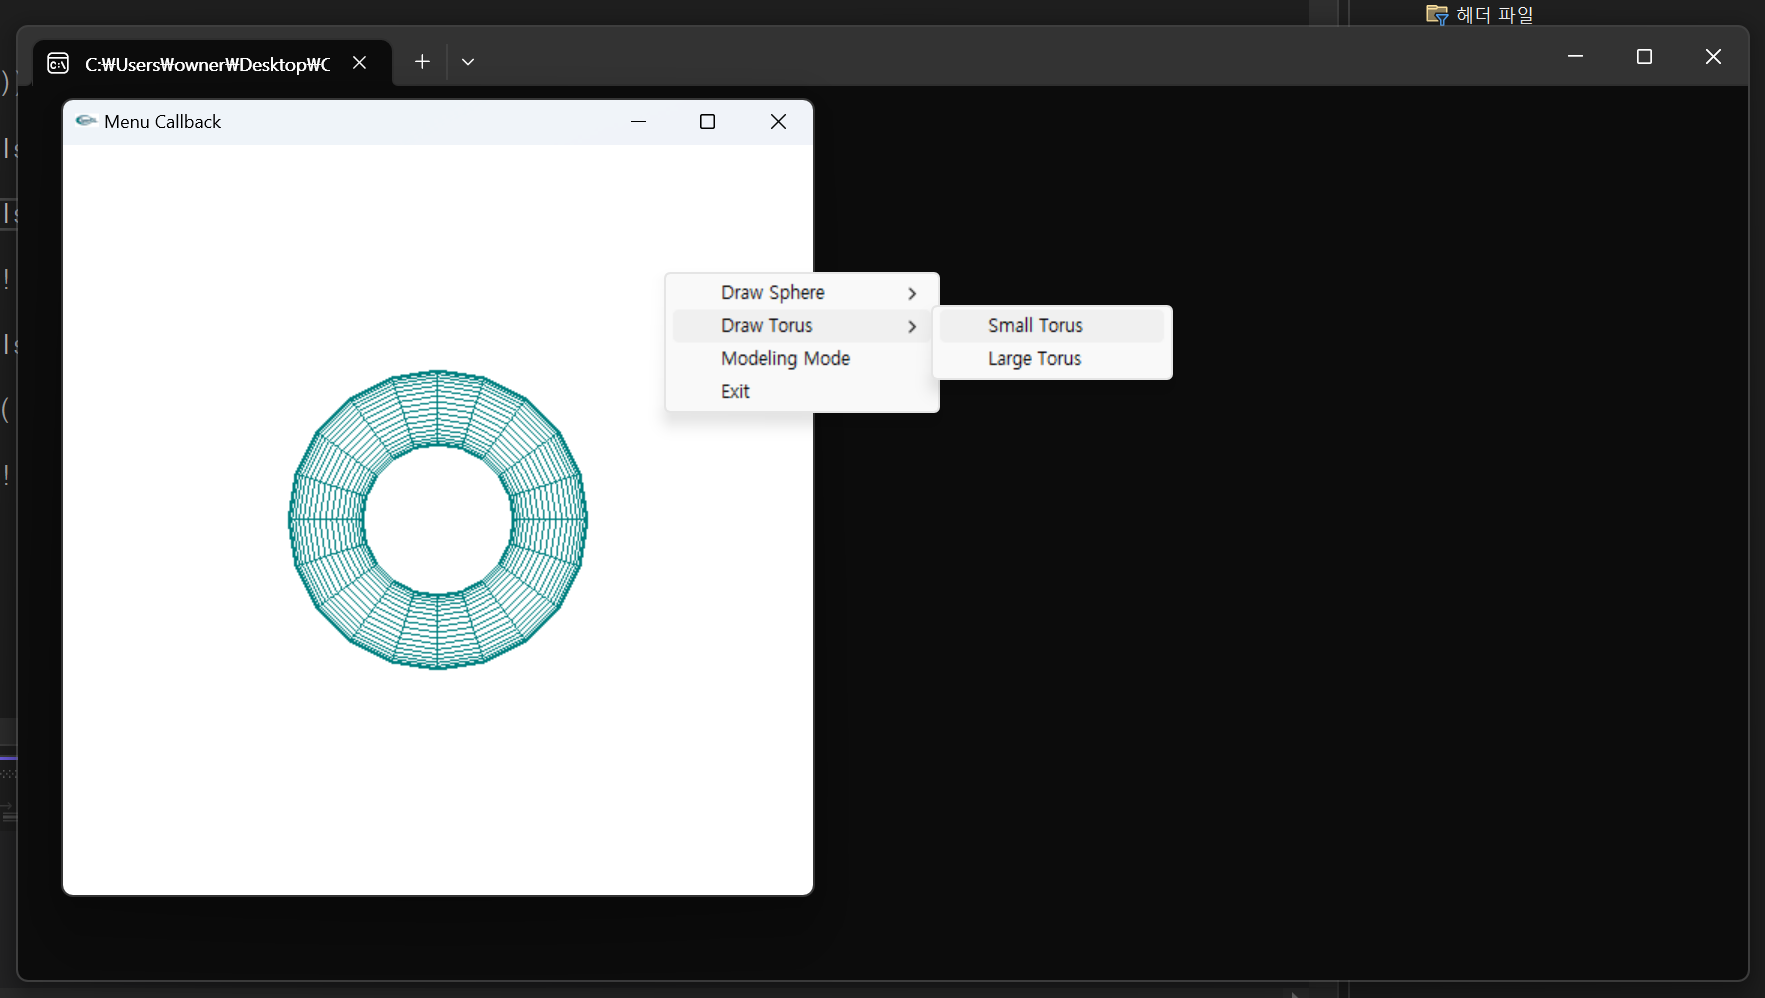 헤더 파일
C:₩Users₩owner₩Desktop₩C
Menu Callback
Draw Sphere
Draw Torus
Modeling Mode
Exit
Small Torus
Large Torus